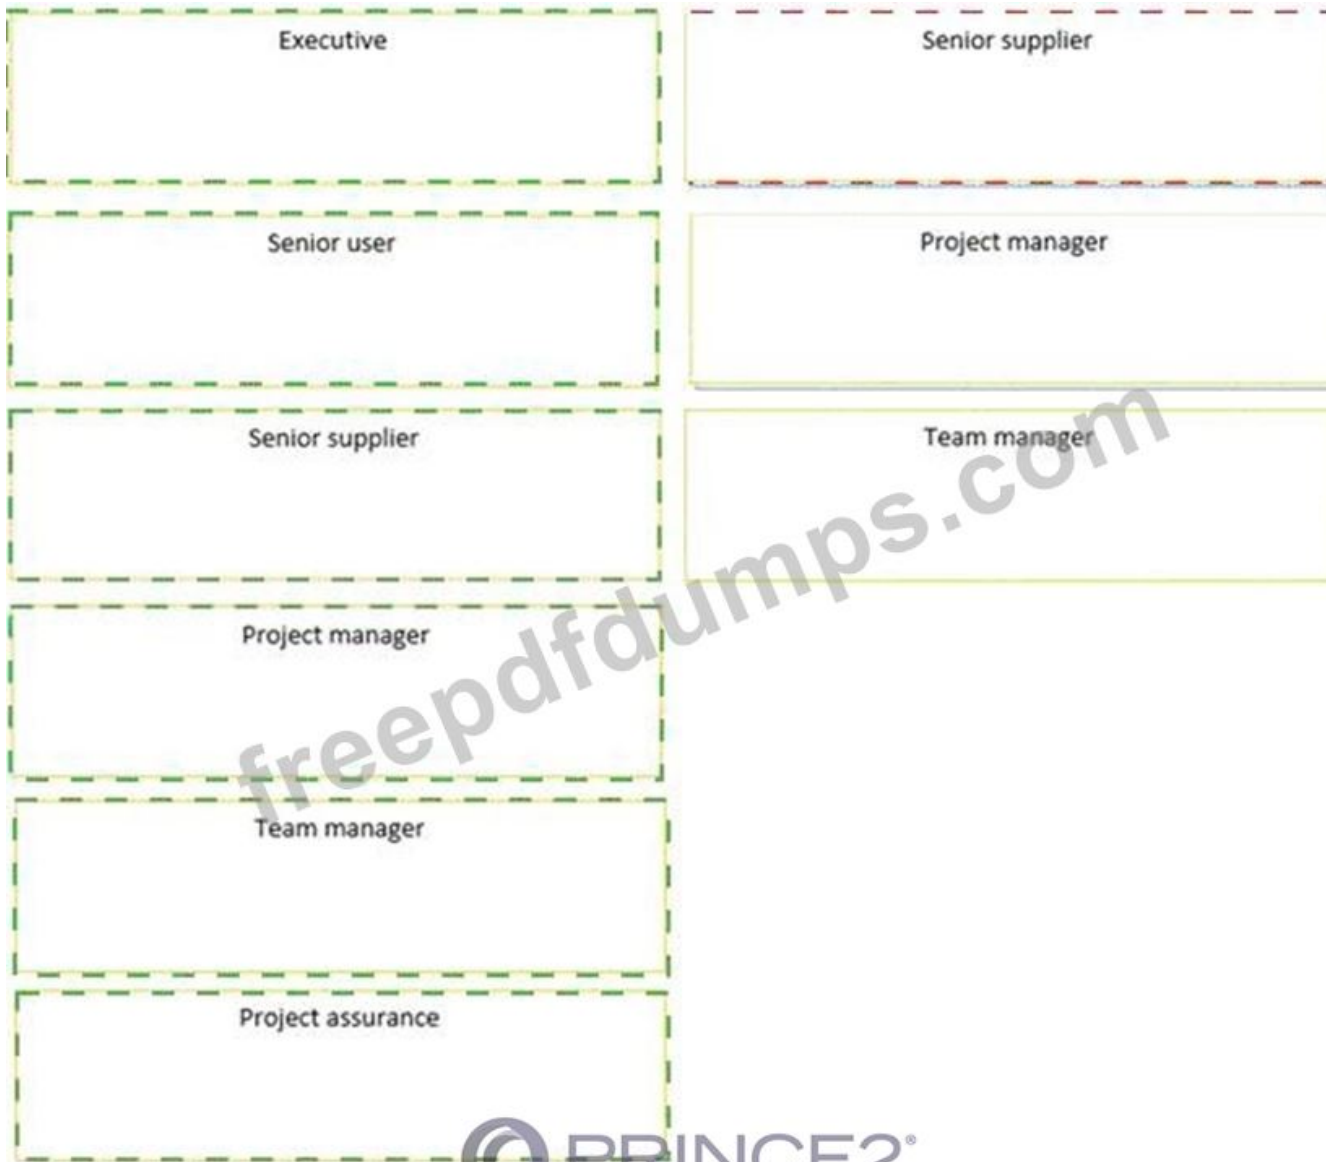 Executive
Senior supplier
Senior user
Project manager
Senior supplier
Team manager
Project manager
Team manager
Project assurance
freepdfdumps.com
PRINCE2®